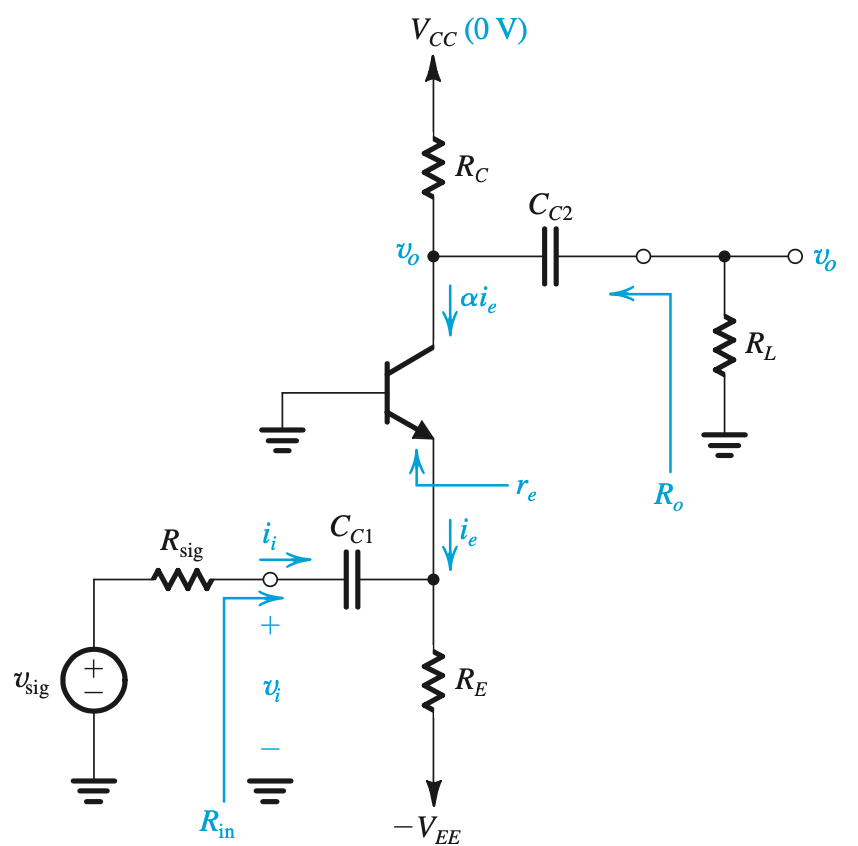 V_CC (0 V)
R_C
C_C2
v_o
v_o
αi_e
R_L
r_e
R_o
i_i
C_C1
i_e
R_sig
+
+
−
v_sig
v_i
R_E
−
R_in
−V_EE